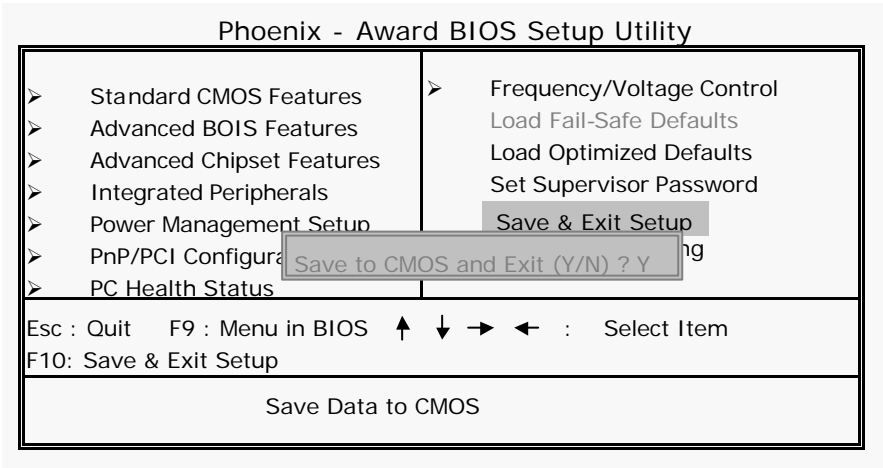 Phoenix - Award BIOS Setup Utility
➢ Standard CMOS Features
➢ Advanced BOIS Features
➢ Advanced Chipset Features
➢ Integrated Peripherals
➢ Power Management Setup
➢ PnP/PCI Configura
➢ PC Health Status
➢ Frequency/Voltage Control
Load Fail-Safe Defaults
Load Optimized Defaults
Set Supervisor Password
Save & Exit Setup
ng
Save to CMOS and Exit (Y/N) ? Y
Esc : Quit F9 : Menu in BIOS ↑ ↓ → ← : Select Item
F10: Save & Exit Setup
Save Data to CMOS